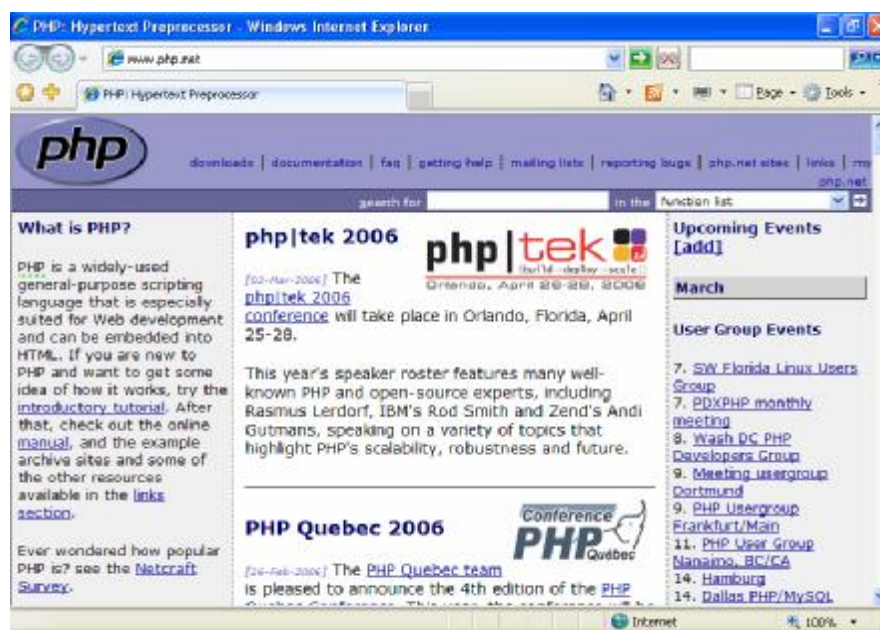 PHP: Hypertext Preprocessor - Windows Internet Explorer
www.php.net
PHP: Hypertext Preprocessor
Page
Tools
php
downloads | documentation | faq | getting help | mailing lists | reporting bugs | php.net sites | links | my
php.net
search for
in the
function list
What is PHP?
PHP is a widely-used
general-purpose scripting
language that is especially
suited for Web development
and can be embedded into
HTML. If you are new to
PHP and want to get some
idea of how it works, try the
introductory tutorial. After
that, check out the online
manual, and the example
archive sites and some of
the other resources
available in the links
section.
Ever wondered how popular
PHP is? see the Netcraft
Survey.
php|tek 2006
php|tek
Orlando, April 26-28, 2006
[02-Mar-2006] The
php|tek 2006
conference will take place in Orlando, Florida, April
25-28.
This year's speaker roster features many well-
known PHP and open-source experts, including
Rasmus Lerdorf, IBM's Rod Smith and Zend's Andi
Gutmans, speaking on a variety of topics that
highlight PHP's scalability, robustness and future.
PHP Quebec 2006
Conference
PHP
Québec
[26-Feb-2006] The PHP Quebec team
is pleased to announce the 4th edition of the PHP
Quebec Conference. This year, the conference will be
Upcoming Events
[add]
March
User Group Events
7. SW Florida Linux Users
Group
7. PDXPHP monthly
meeting
8. Wash DC PHP
Developers Group
9. Meeting usergroup
Dortmund
9. PHP Usergroup
Frankfurt/Main
11. PHP User Group
Nanaimo, BC/CA
14. Hamburg
14. Dallas PHP/MySQL
Internet
100%